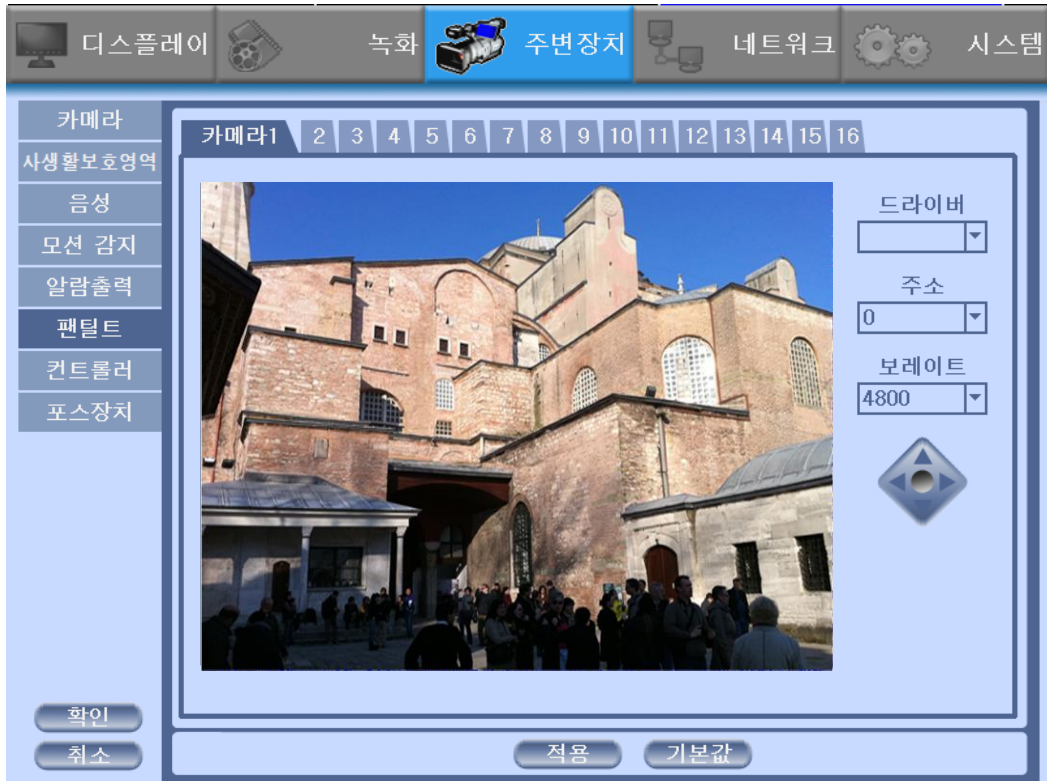 디스플레이 녹화 주변장치 네트워크 시스템
카메라
사생활보호영역
음성
모션 감지
알람출력
팬틸트
컨트롤러
포스장치
확인
취소
카메라1 2 3 4 5 6 7 8 9 10 11 12 13 14 15 16
드라이버
주소
0
보레이트
4800
적용 기본값